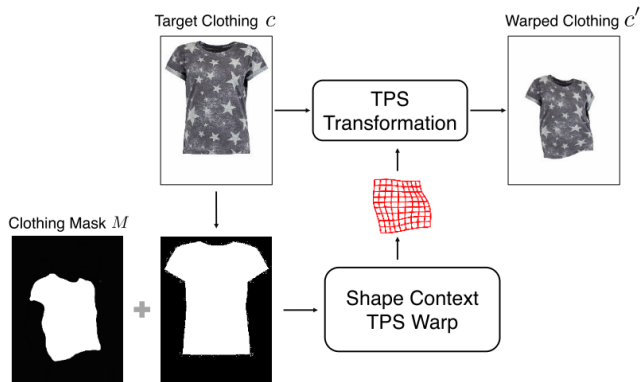 Target Clothing c
Warped Clothing c′
TPS
Transformation
Clothing Mask M
Shape Context
TPS Warp